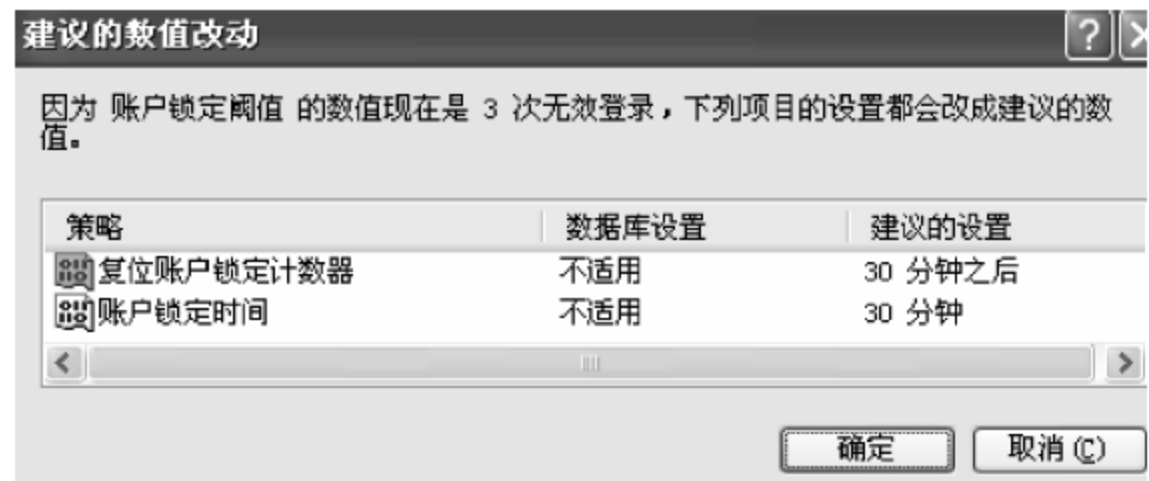 建议的数值改动
因为 账户锁定阈值 的数值现在是 3 次无效登录，下列项目的设置都会改成建议的数
值。
策略 数据库设置 建议的设置
复位账户锁定计数器 不适用 30 分钟之后
账户锁定时间 不适用 30 分钟
确定 取消(C)